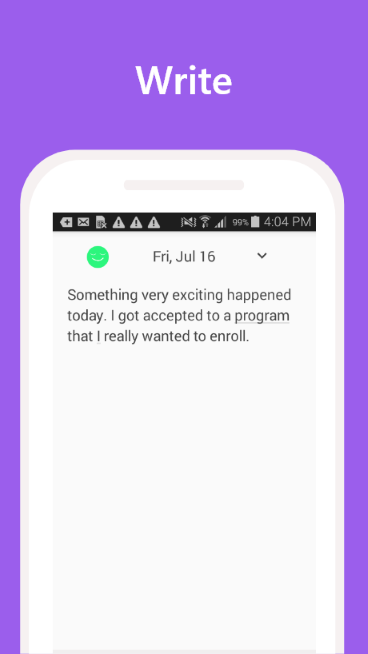 Write
99% 4:04 PM
Fri, Jul 16
Something very exciting happened
today. I got accepted to a program
that I really wanted to enroll.